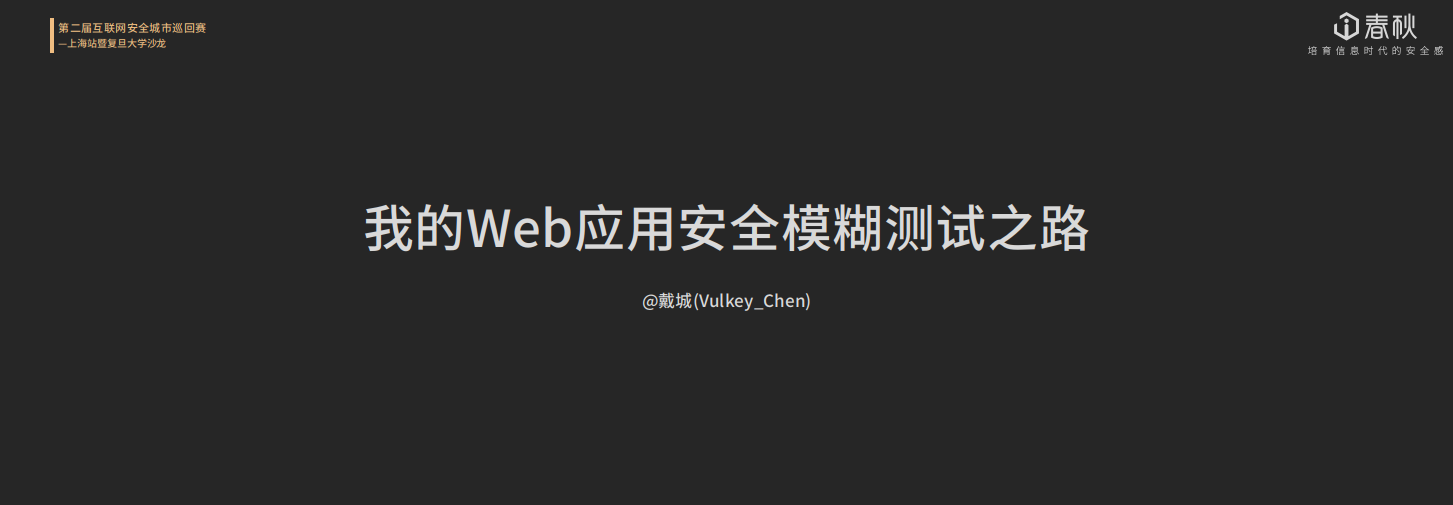 第二届互联网安全城市巡回赛
—上海站暨复旦大学沙龙
i春秋
培育信息时代的安全感
我的Web应用安全模糊测试之路
@戴城(Vulkey_Chen)